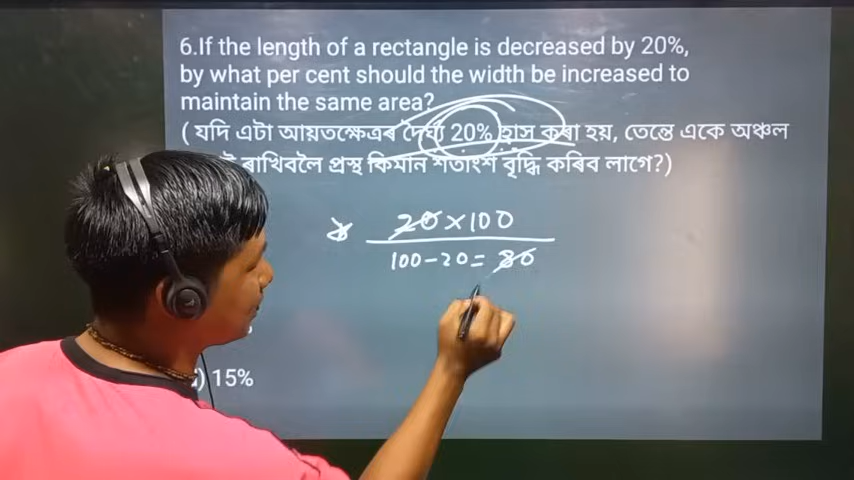 6.If the length of a rectangle is decreased by 20%,
by what per cent should the width be increased to
maintain the same area?
( যদি এটা আয়তক্ষেত্ৰৰ দৈৰ্ঘ্য 20% হ্ৰাস কৰা হয়, তেন্তে একে অঞ্চল
ৰাখিবলৈ প্ৰস্থ কিমান শতাংশ বৃদ্ধি কৰিব লাগে?)
20×100
100-20= 80
) 15%